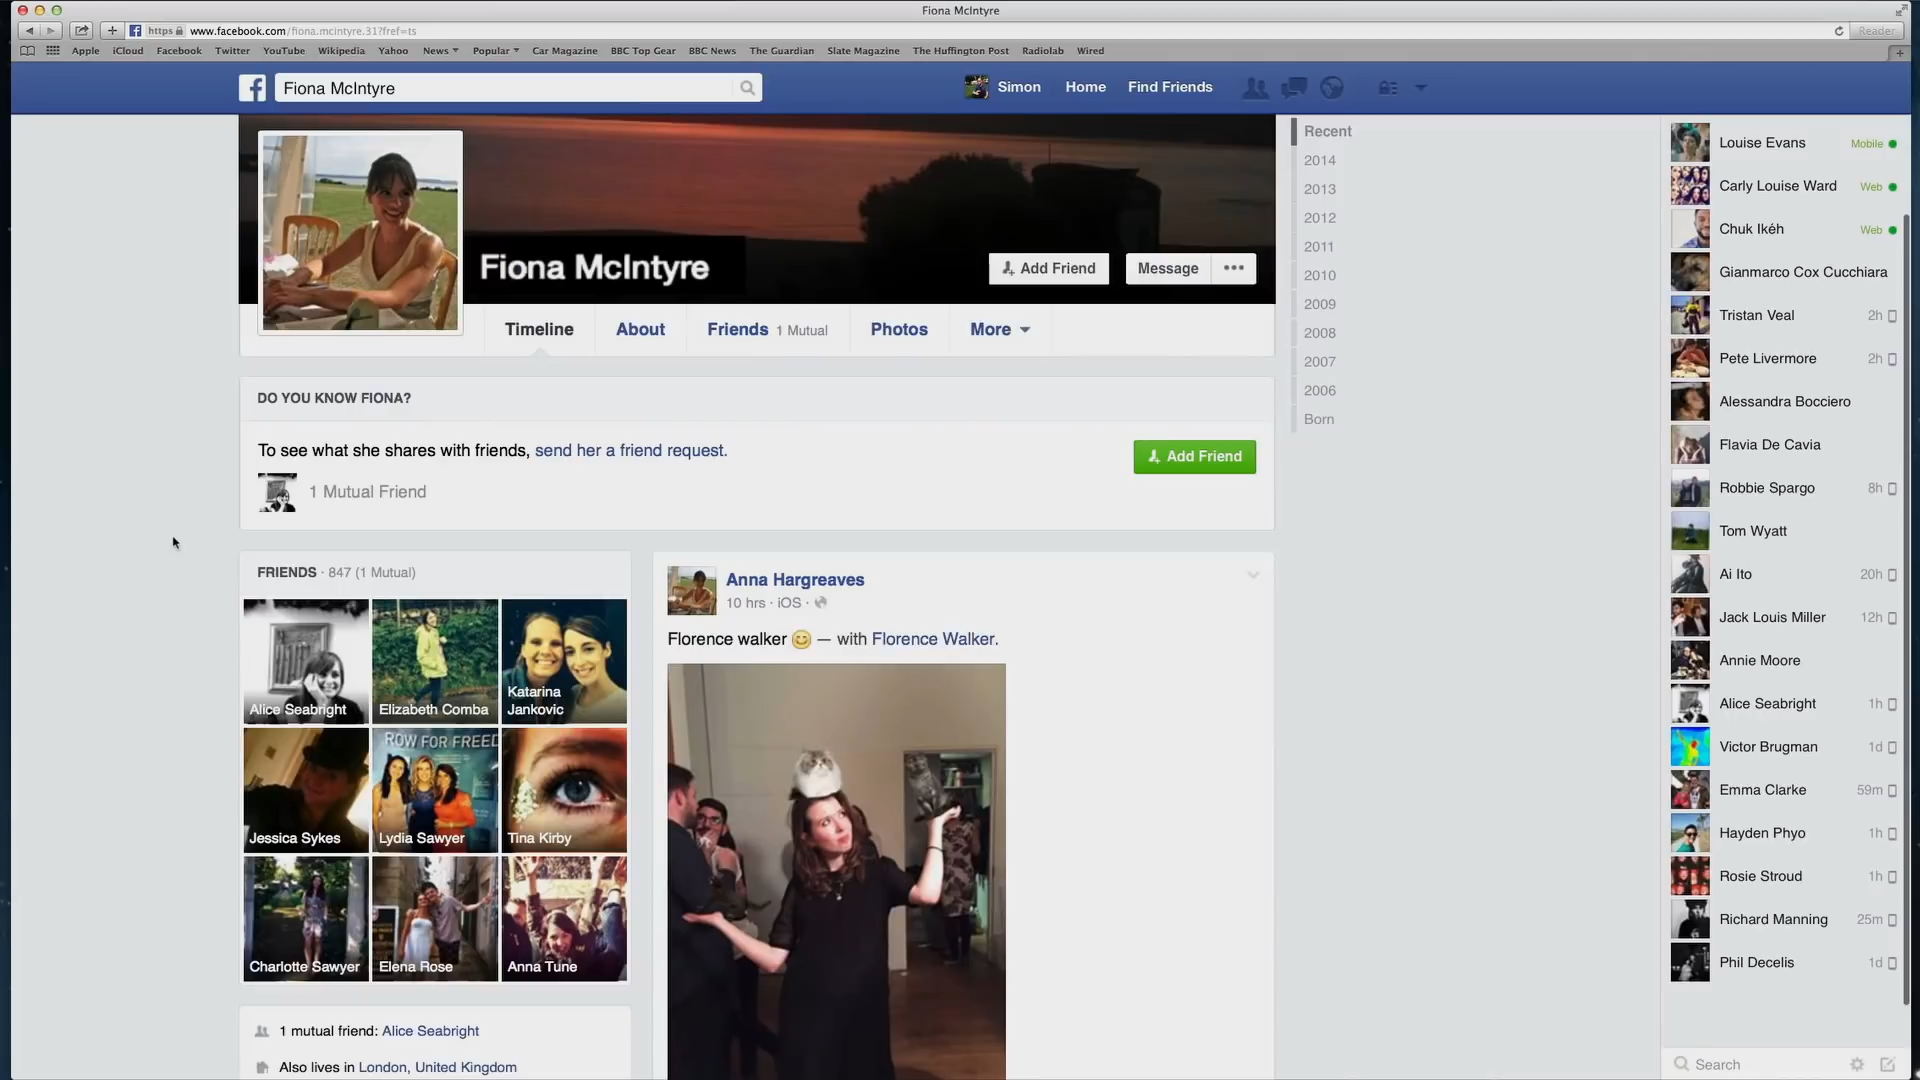 Fiona McIntyre
https www.facebook.com/fiona.mcintyre.31?fref=ts
Reader
Apple iCloud Facebook Twitter YouTube Wikipedia Yahoo News Popular Car Magazine BBC Top Gear BBC News The Guardian Slate Magazine The Huffington Post Radiolab Wired
f Fiona McIntyre
Simon Home Find Friends
Fiona McIntyre
Add Friend Message •••
Timeline About Friends 1 Mutual Photos More
DO YOU KNOW FIONA?
To see what she shares with friends, send her a friend request.
Add Friend
1 Mutual Friend
FRIENDS · 847 (1 Mutual)
Alice Seabright
Elizabeth Comba
Katarina
Jankovic
Jessica Sykes
ROW FOR FREED
Lydia Sawyer
Tina Kirby
Charlotte Sawyer
Elena Rose
Anna Tune
1 mutual friend: Alice Seabright
Also lives in London, United Kingdom
Anna Hargreaves
10 hrs · iOS ·
Florence walker 😊 — with Florence Walker.
Recent
2014
2013
2012
2011
2010
2009
2008
2007
2006
Born
Louise Evans Mobile
Carly Louise Ward Web
Chuk Ikéh Web
Gianmarco Cox Cucchiara
Tristan Veal 2h
Pete Livermore 2h
Alessandra Bocciero
Flavia De Cavia
Robbie Spargo 8h
Tom Wyatt
Ai Ito 20h
Jack Louis Miller 12h
Annie Moore
Alice Seabright 1h
Victor Brugman 1d
Emma Clarke 59m
Hayden Phyo 1h
Rosie Stroud 1h
Richard Manning 25m
Phil Decelis 1d
Search